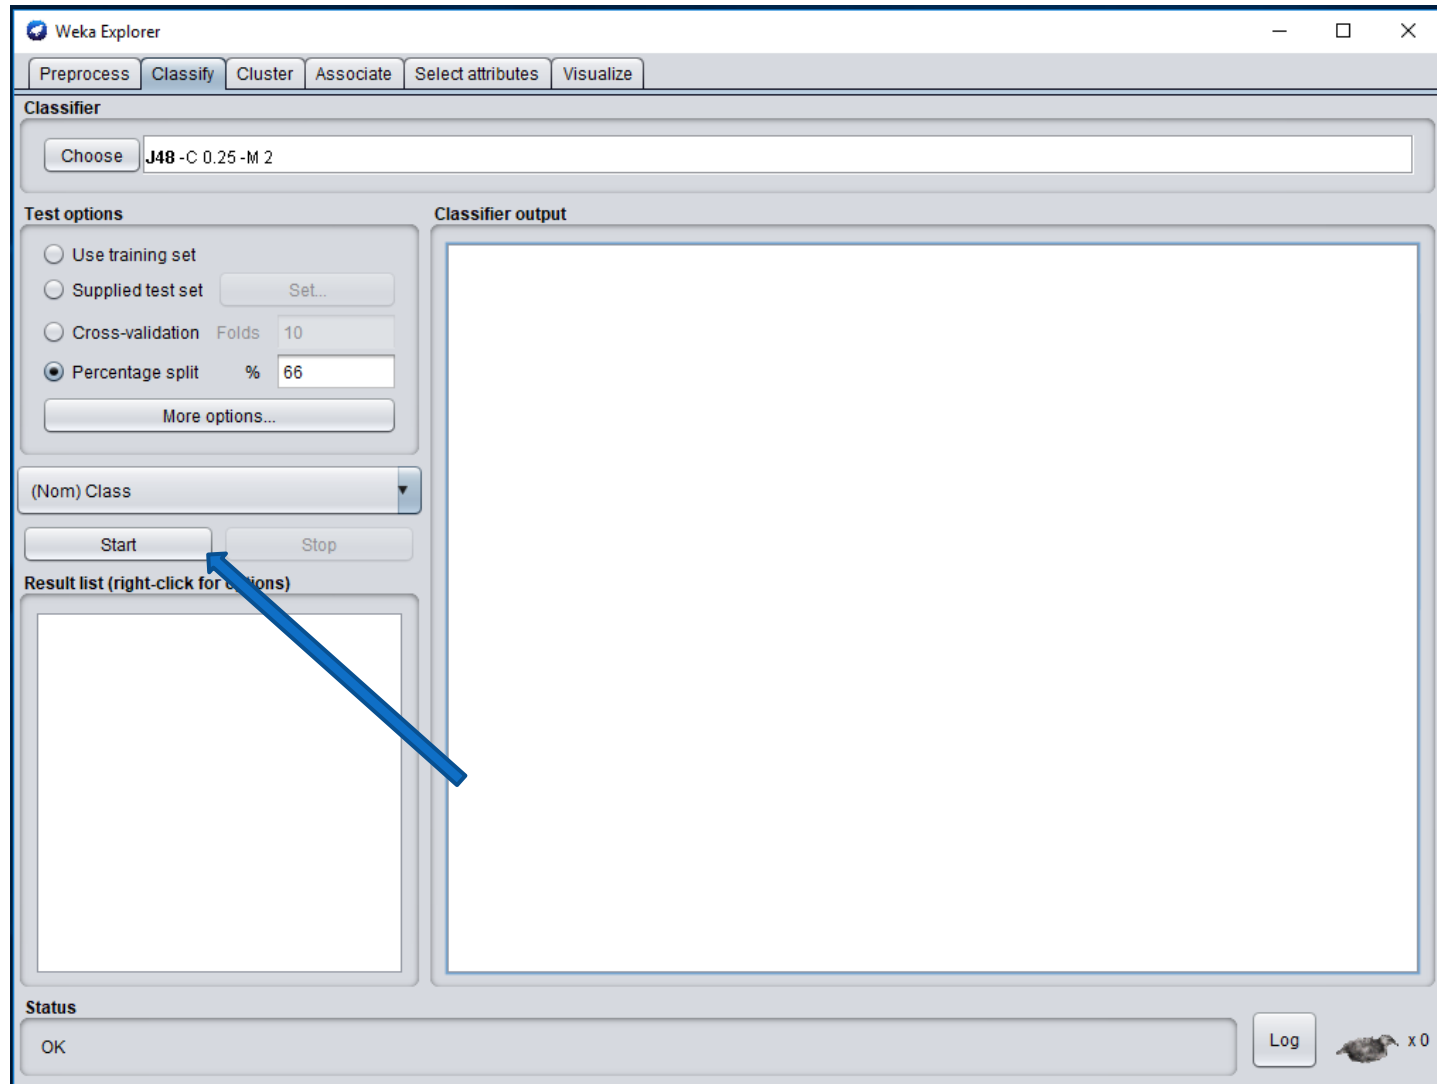 Weka Explorer
Preprocess Classify Cluster Associate Select attributes Visualize
Classifier
Choose J48 -C 0.25 -M 2
Test options
Use training set
Supplied test set Set...
Cross-validation Folds 10
Percentage split % 66
More options...
(Nom) Class
Start Stop
Result list (right-click for options)
Classifier output
Status
OK
Log x 0